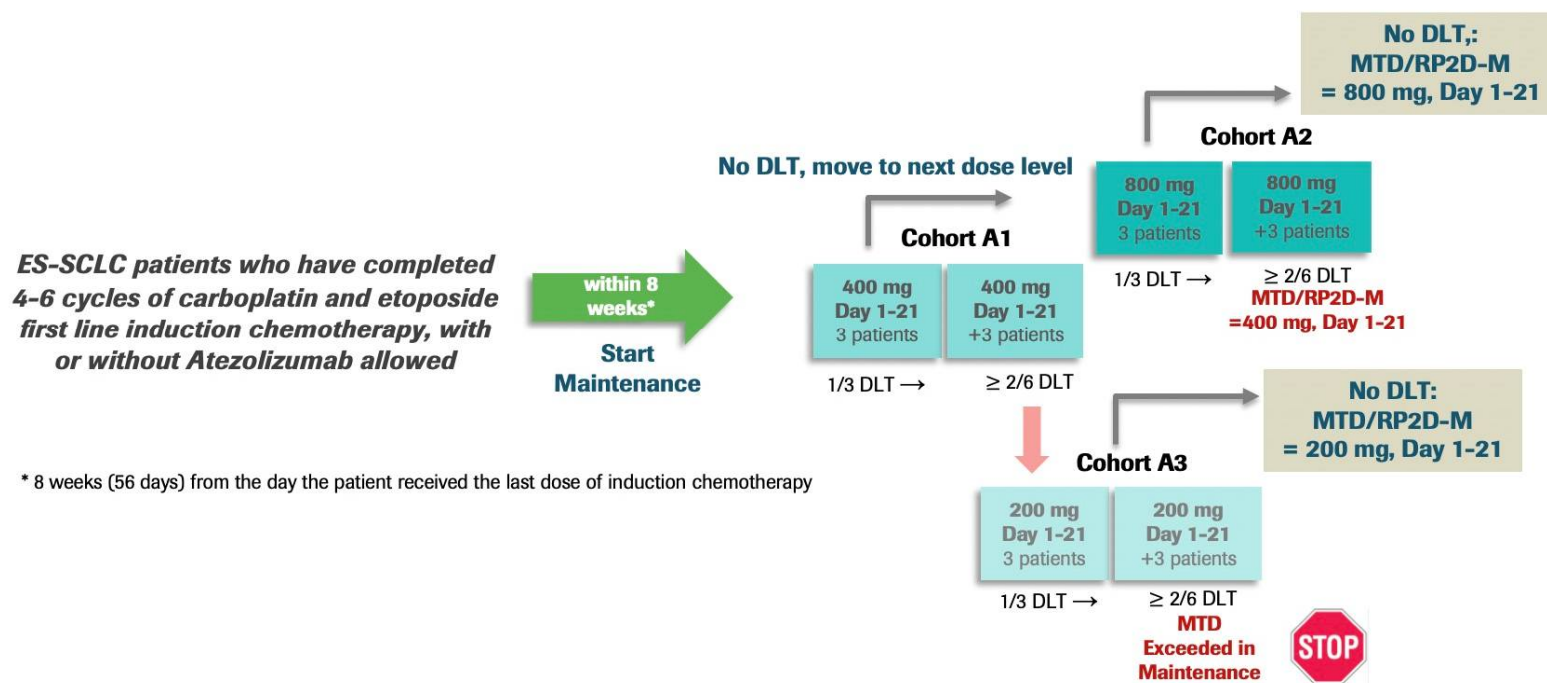 ES-SCLC patients who have completed
4-6 cycles of carboplatin and etoposide
first line induction chemotherapy, with
or without Atezolizumab allowed
within 8
weeks*
Start
Maintenance
No DLT, move to next dose level
Cohort A1
400 mg
Day 1-21
3 patients
400 mg
Day 1-21
+3 patients
1/3 DLT →
≥ 2/6 DLT
No DLT,:
MTD/RP2D-M
= 800 mg, Day 1-21
Cohort A2
800 mg
Day 1-21
3 patients
800 mg
Day 1-21
+3 patients
1/3 DLT →
≥ 2/6 DLT
MTD/RP2D-M
=400 mg, Day 1-21
No DLT:
MTD/RP2D-M
= 200 mg, Day 1-21
Cohort A3
200 mg
Day 1-21
3 patients
200 mg
Day 1-21
+3 patients
1/3 DLT →
≥ 2/6 DLT
MTD
Exceeded in
Maintenance
STOP
* 8 weeks (56 days) from the day the patient received the last dose of induction chemotherapy